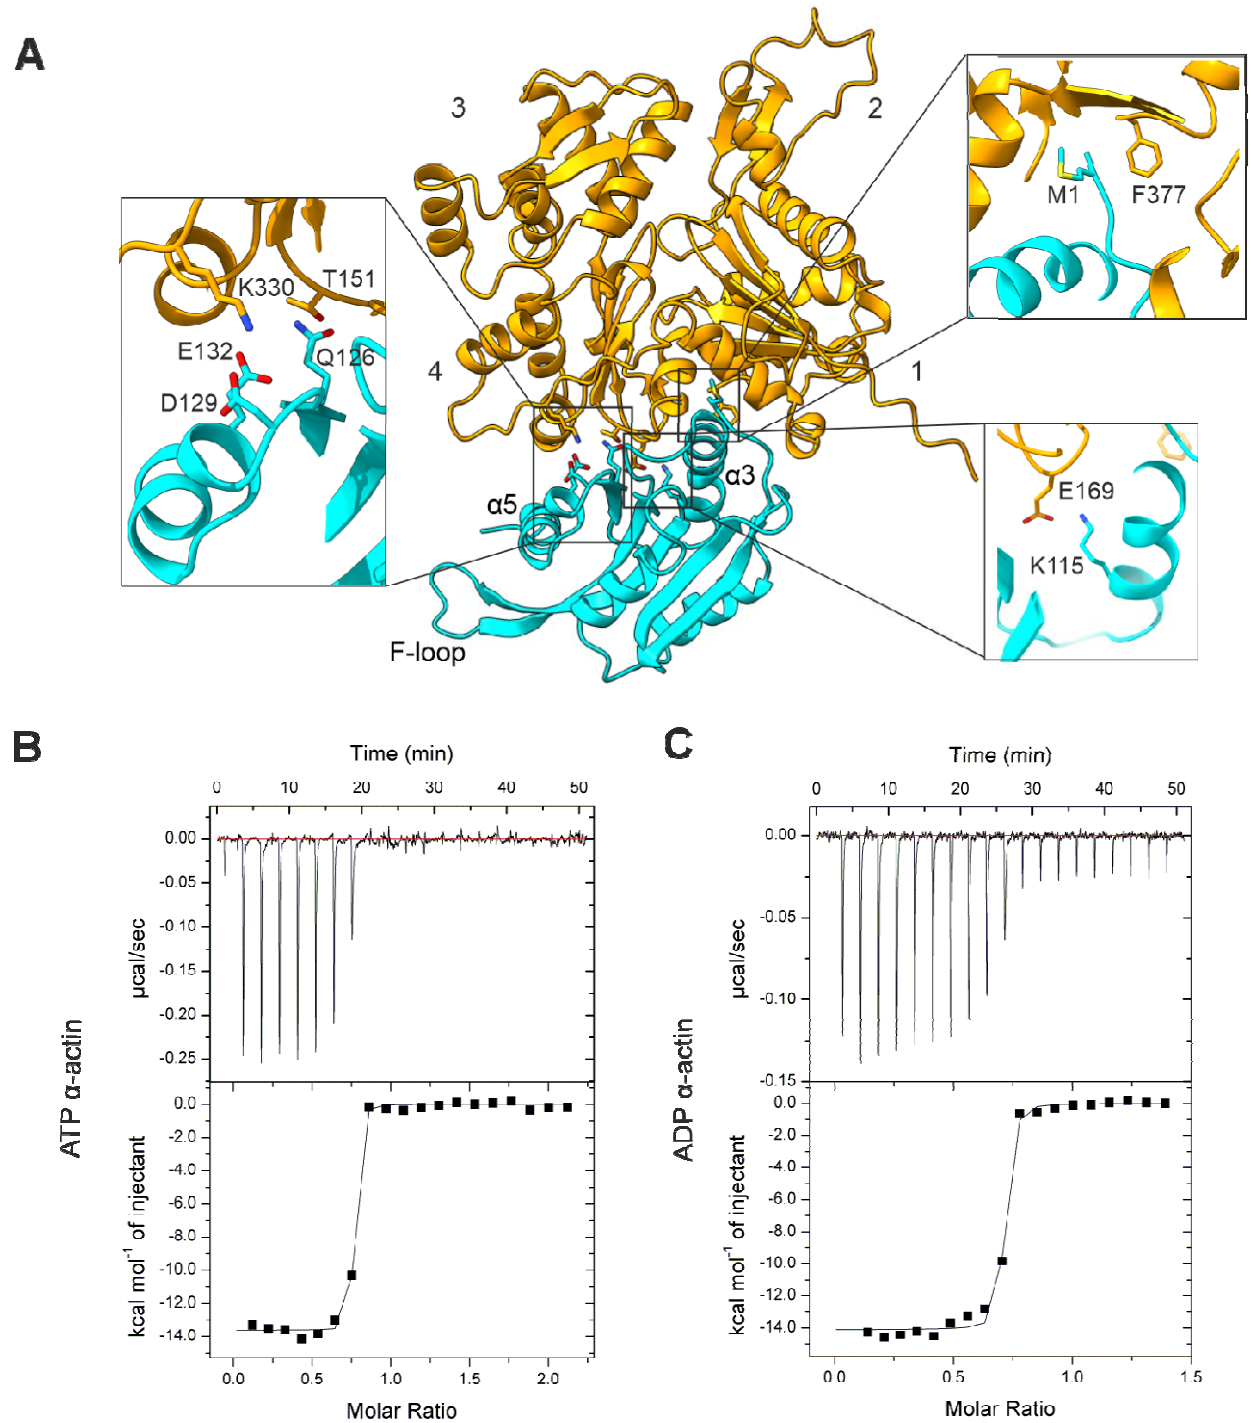 A
3
2
4
1
K330
T151
E132
Q126
D129
M1
F377
E169
K115
α3
α5
F-loop
B
Time (min)
0 10 20 30 40 50
0.00
-0.05
-0.10
-0.15
-0.20
-0.25
µcal/sec
ATP α-actin
0.0
-2.0
-4.0
-6.0
-8.0
-10.0
-12.0
-14.0
kcal mol⁻¹ of injectant
0.0 0.5 1.0 1.5 2.0
Molar Ratio
C
Time (min)
0 10 20 30 40 50
0.00
-0.05
-0.10
-0.15
µcal/sec
ADP α-actin
0.0
-2.0
-4.0
-6.0
-8.0
-10.0
-12.0
-14.0
kcal mol⁻¹ of injectant
0.0 0.5 1.0 1.5
Molar Ratio